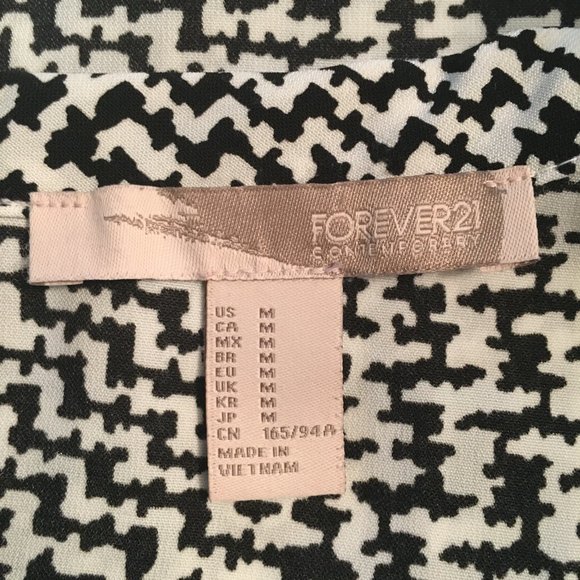 FOREVER21
CONTEMPORARY
US M
CA M
MX M
BR M
EU M
UK M
KR M
JP M
CN 165/94A
MADE IN
VIETNAM